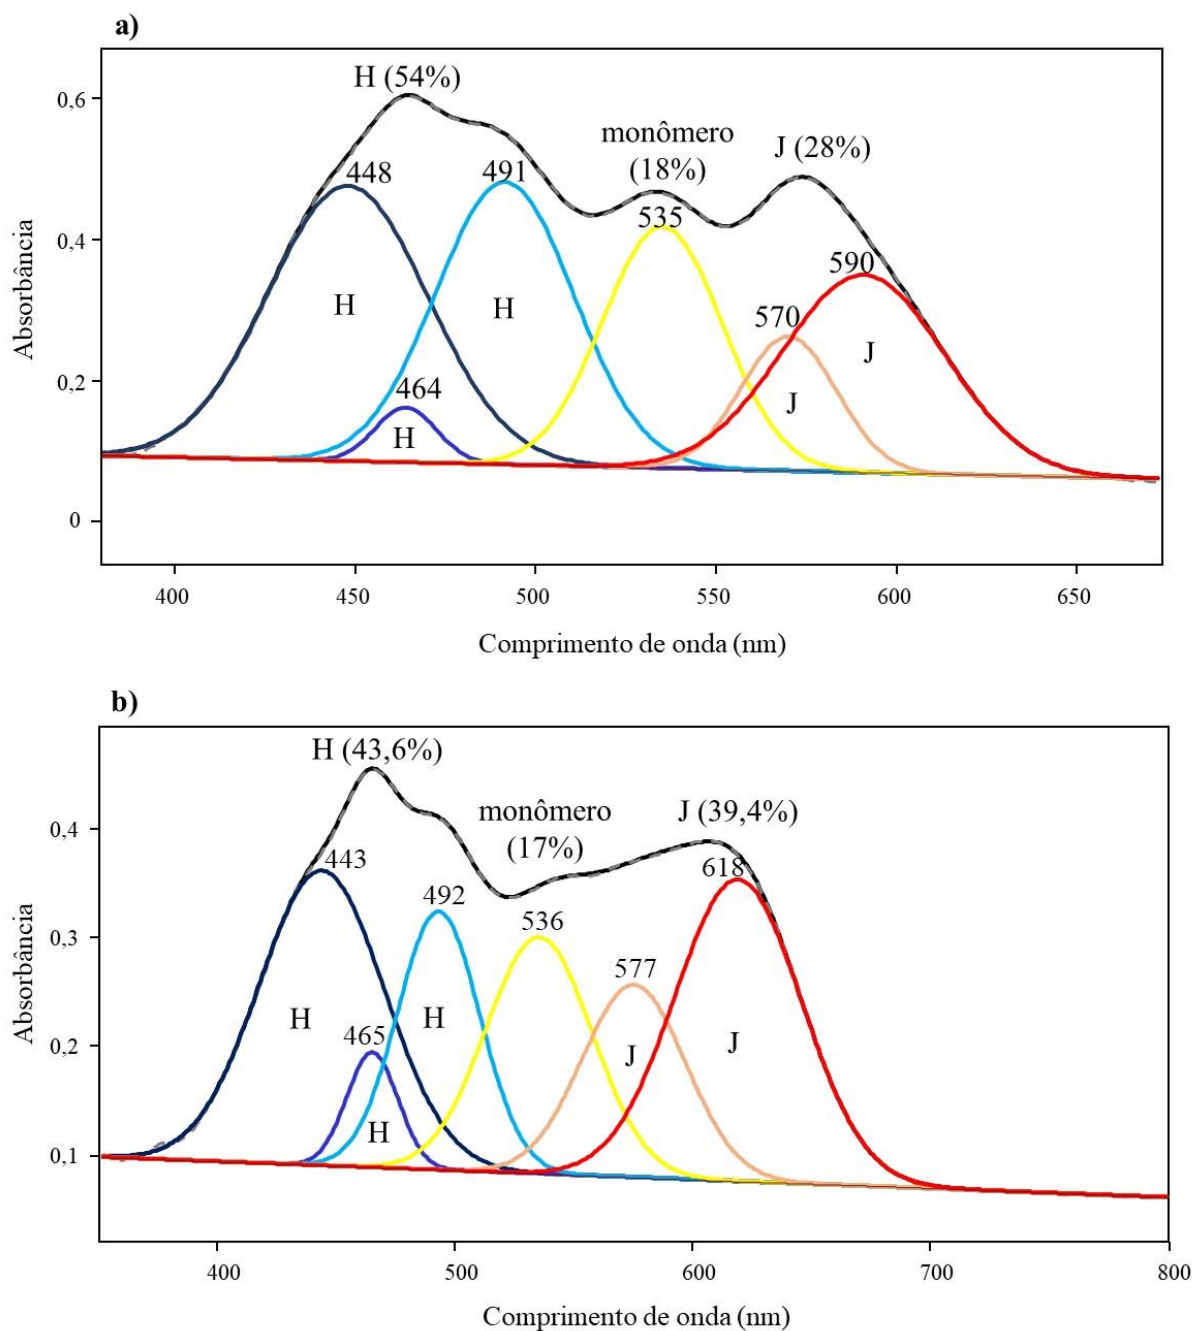 a)
H (54%)
monômero
(18%)
J (28%)
448
491
535
590
570
464
H
H
H
J
J
Absorbância
0,6
0,4
0,2
0
400
450
500
550
600
650
Comprimento de onda (nm)
b)
H (43,6%)
monômero
(17%)
J (39,4%)
443
492
536
577
618
465
H
H
H
J
J
Absorbância
0,4
0,3
0,2
0,1
400
500
600
700
800
Comprimento de onda (nm)